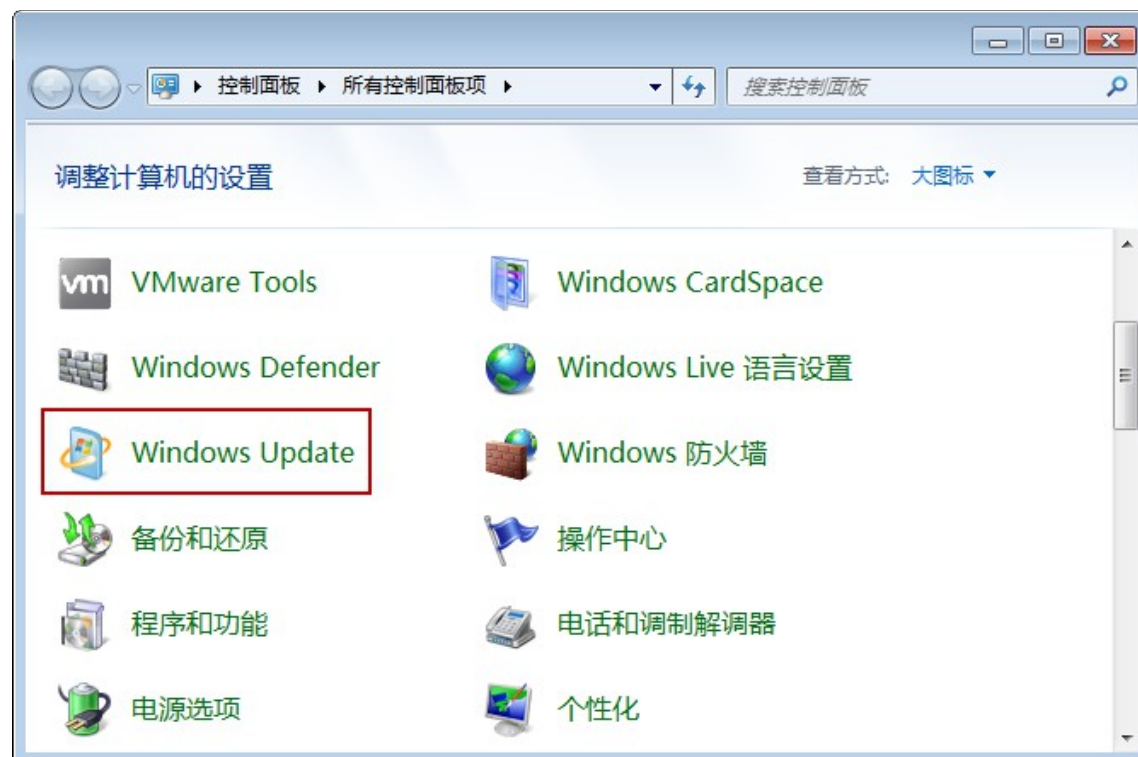 控制面板 所有控制面板项
搜索控制面板
调整计算机的设置
查看方式: 大图标
vm VMware Tools
Windows CardSpace
Windows Defender
Windows Live 语言设置
Windows Update
Windows 防火墙
备份和还原
操作中心
程序和功能
电话和调制解调器
电源选项
个性化